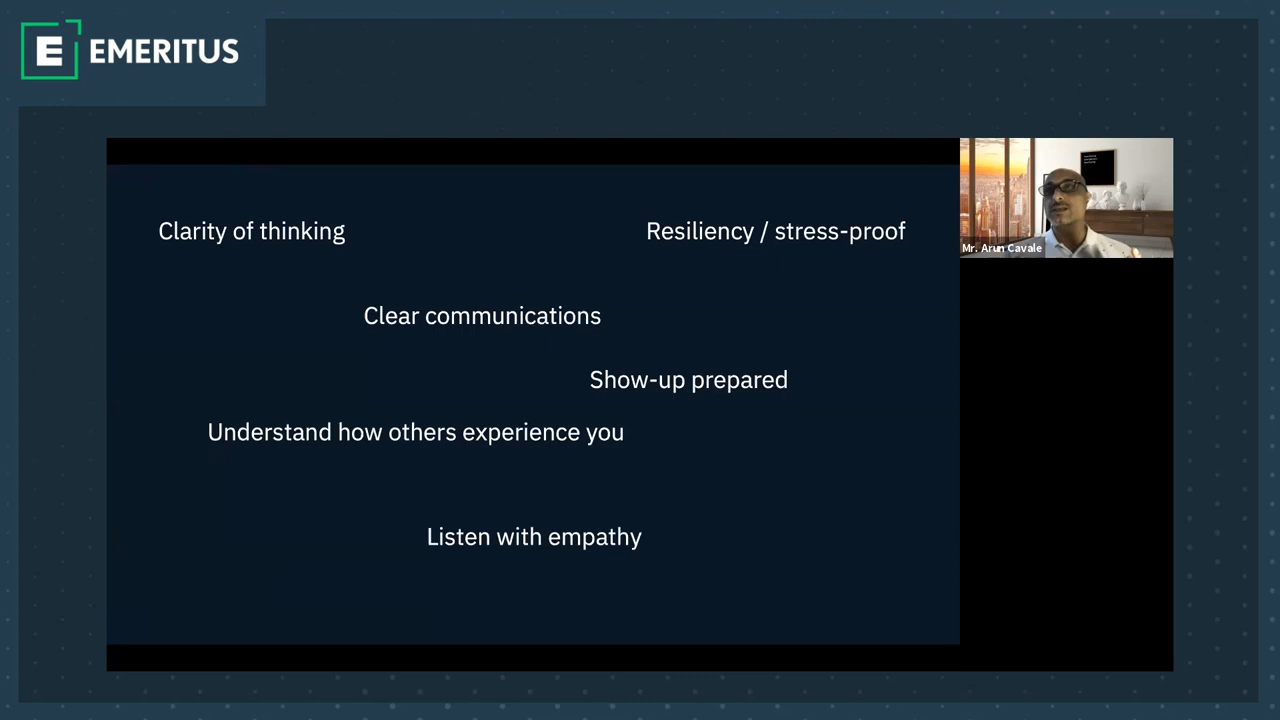 EMERITUS
Clarity of thinking
Resiliency / stress-proof
Clear communications
Show-up prepared
Understand how others experience you
Listen with empathy
Mr. Arun Cavale